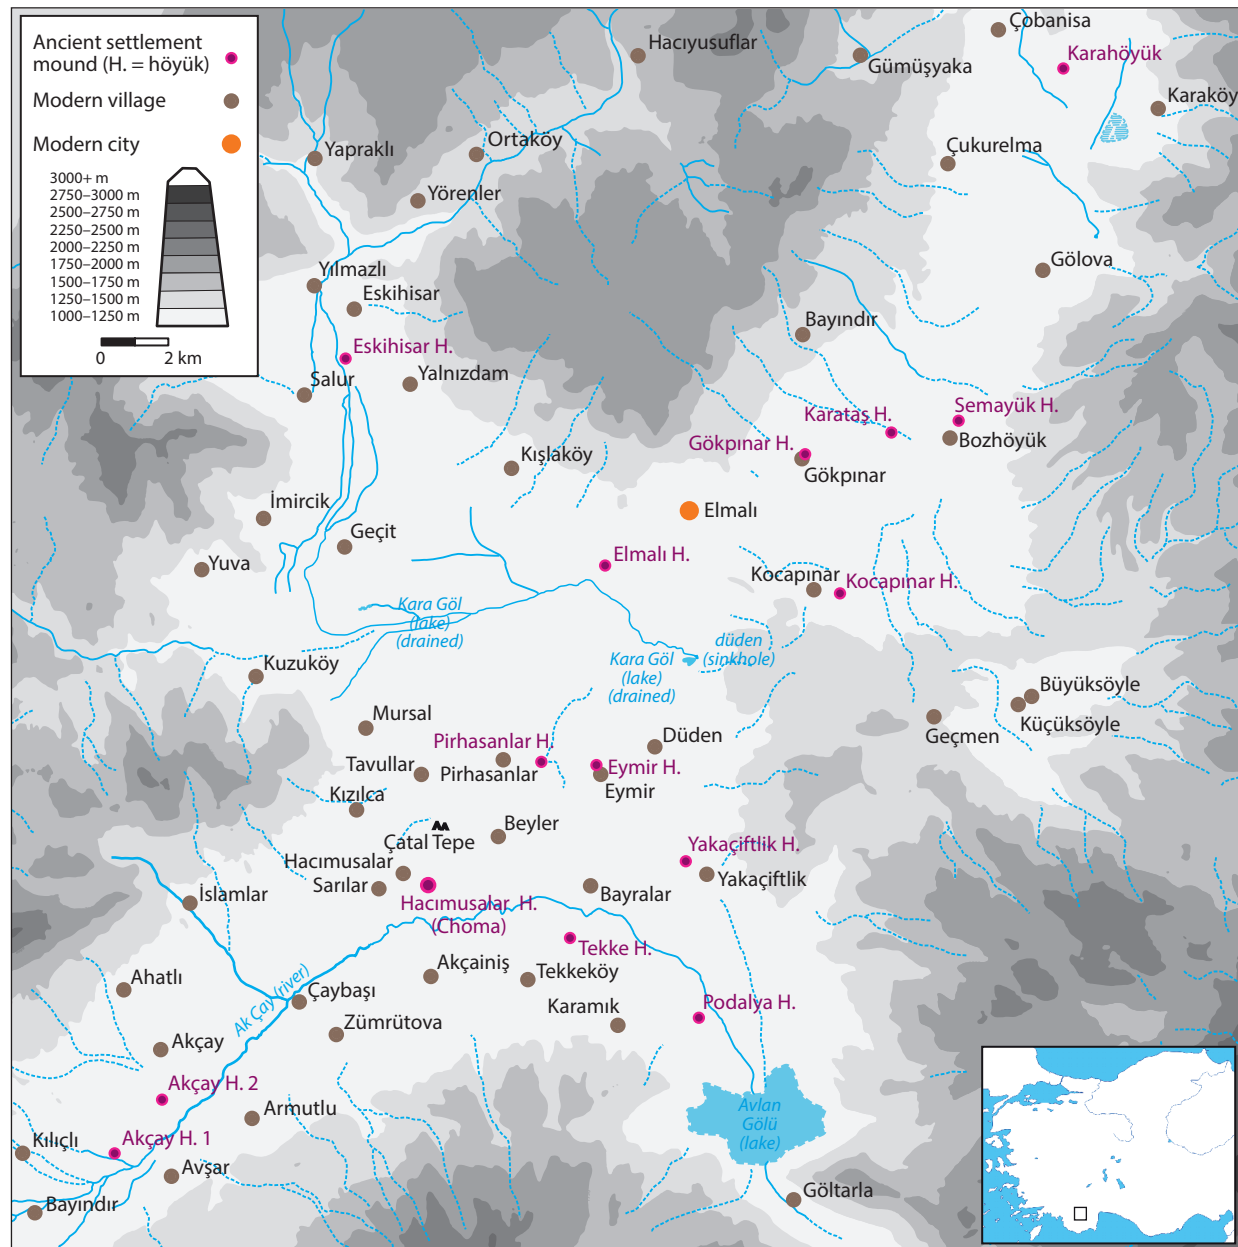 Ancient settlement
mound (H. = höyük)
Modern village
Modern city
3000+ m
2750–3000 m
2500–2750 m
2250–2500 m
2000–2250 m
1750–2000 m
1500–1750 m
1250–1500 m
1000–1250 m
0 2 km
Çobanisa
Hacıyusuflar
Karahöyük
Gümüşyaka
Karaköy
Ortaköy
Yapraklı
Çukurelma
Yörenler
Gölova
Yılmazlı
Eskihisar
Bayındır
Eskihisar H.
Yalnızdam
Salur
Semayük H.
Karataş H.
Bozhöyük
Gökpınar H.
Kışlaköy
Gökpınar
İmircik
Elmalı
Geçit
Elmalı H.
Yuva
Kocapınar
Kocapınar H.
Kara Göl
(lake)
(drained)
düden
(sinkhole)
Kara Göl
(lake)
(drained)
Kuzuköy
Büyüksöyle
Küçüksöyle
Geçmen
Mursal
Düden
Pirhasanlar H.
Tavullar
Pirhasanlar
Eymir H.
Eymir
Kızılca
Beyler
Çatal Tepe
Yakaçiftlik H.
Hacımusalar
Yakaçiftlik
Sarılar
İslamlar
Bayralar
Hacımusalar H.
(Choma)
Tekke H.
Akçainiş
Tekkeköy
Ahatlı
Çaybaşı
Ak Çay (river)
Karamık
Podalya H.
Zümrütova
Akçay
Akçay H. 2
Armutlu
Avlan
Gölü
(lake)
Kılıçlı
Akçay H. 1
Avşar
Bayındır
Göltarla